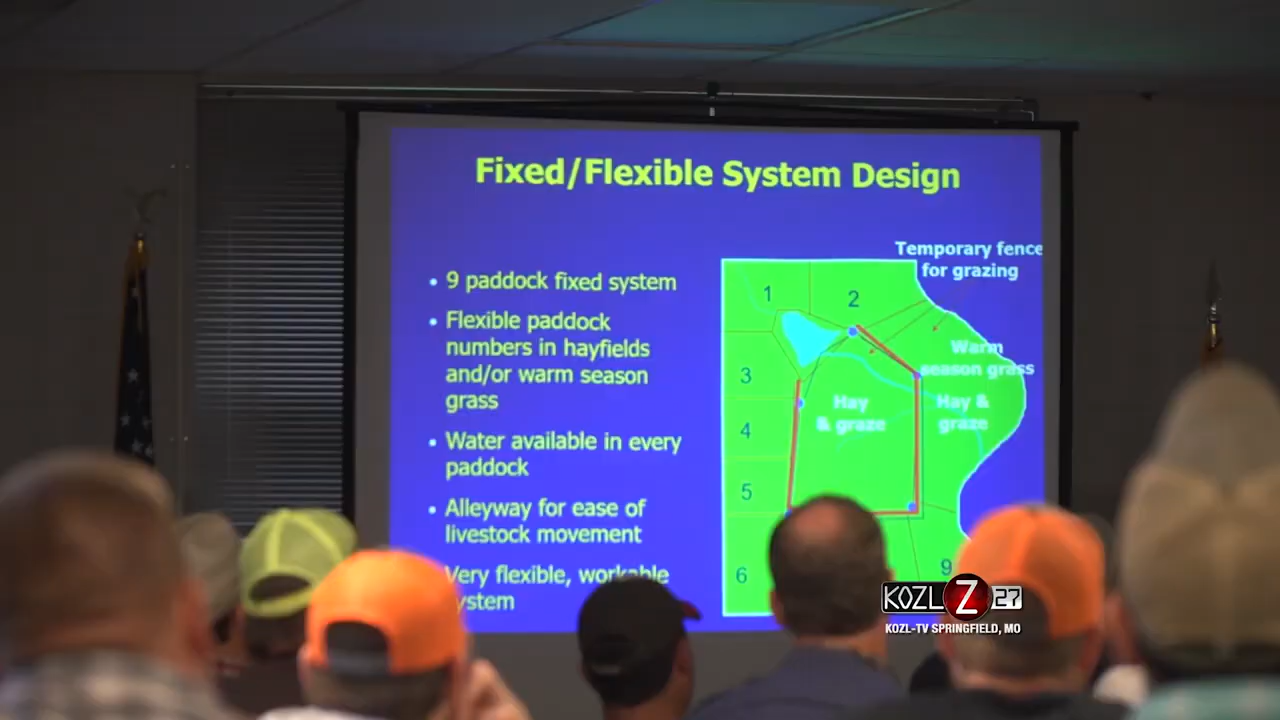 Fixed/Flexible System Design
• 9 paddock fixed system
• Flexible paddock
numbers in hayfields
and/or warm season
grass
• Water available in every
paddock
• Alleyway for ease of
livestock movement
Very flexible, workable
system
Temporary fence
for grazing
1
2
Warm
season grass
3
Hay
& graze
Hay &
graze
4
5
6
9
KOZL Z 27
KOZL-TV SPRINGFIELD, MO